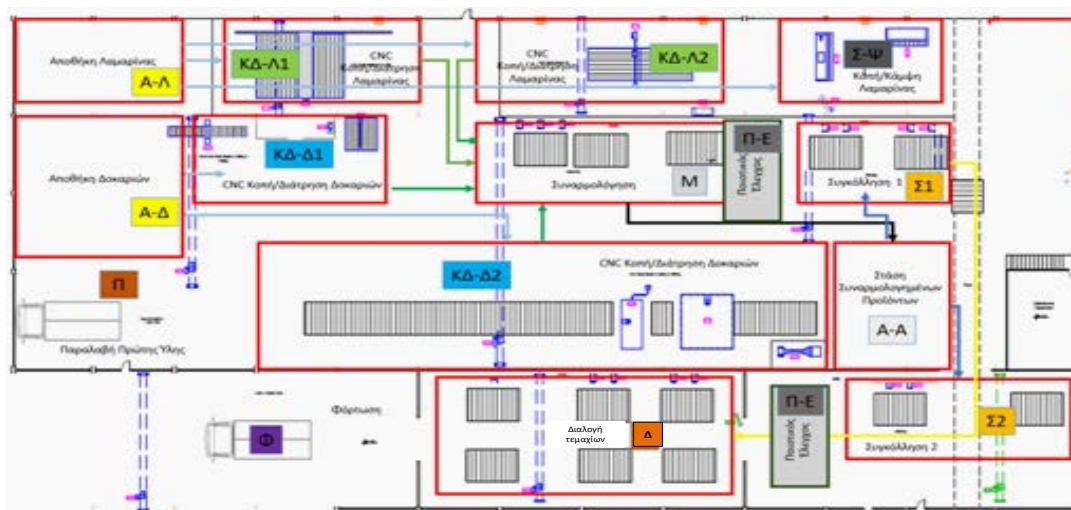 Αποθήκη Λαμαρίνας
Α-Λ
ΚΔ-Λ1
CNC
Κοπή/Διάτρηση
Λαμαρίνας
CNC
Κοπή/Διάτρηση
Λαμαρίνας
ΚΔ-Λ2
Σ-Ψ
Κοπή/Κάμψη
Λαμαρίνας
Αποθήκη Δοκαριών
Α-Δ
ΚΔ-Δ1
CNC Κοπή/Διάτρηση Δοκαριών
Συναρμολόγηση
Μ
Π-Ε
Ποιοτικός
Έλεγχος
Συγκόλληση 1
Σ1
Π
Παραλαβή Πρώτης Ύλης
ΚΔ-Δ2
CNC Κοπή/Διάτρηση Δοκαριών
Στάση
Συναρμολογημένων
Προϊόντων
Α-Α
Φόρτωση
Φ
Διαλογή
τεμαχίων
Δ
Π-Ε
Ποιοτικός
Έλεγχος
Σ2
Συγκόλληση 2